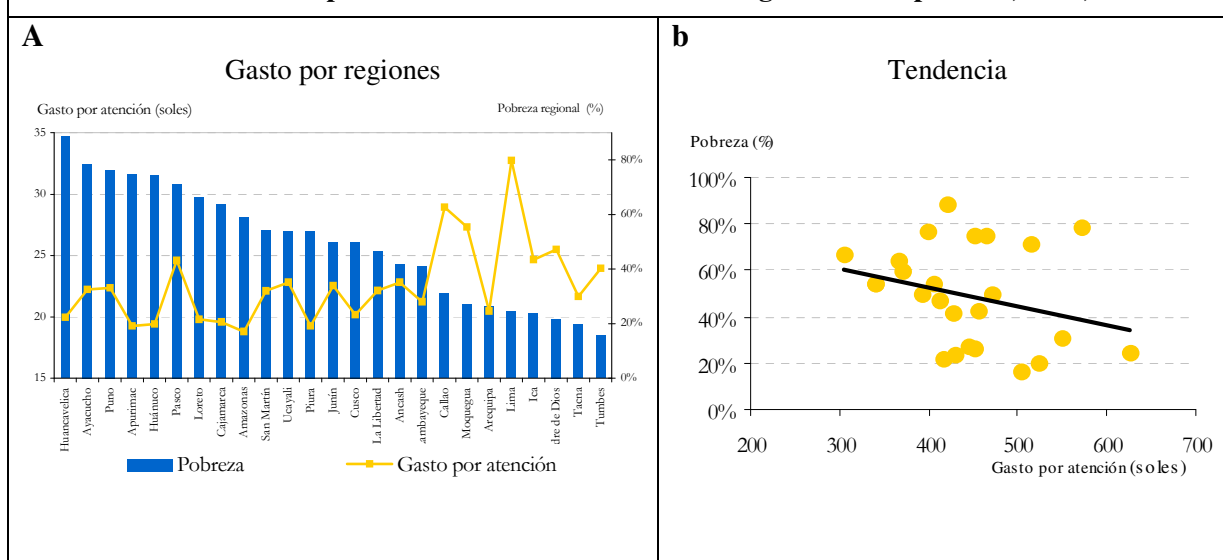 A
Gasto por regiones
Gasto por atención (soles)
Pobreza regional (%)
35
30
25
20
15
80%
60%
40%
20%
0%
Huancavelica
Ayacucho
Puno
Apurímac
Huánuco
Pasco
Loreto
Cajamarca
Amazonas
San Martín
Ucayali
Piura
Junín
Cusco
La Libertad
Ancash
ambayeque
Callao
Moquegua
Arequipa
Lima
Ica
dre de Dios
Tacna
Tumbes
Pobreza
Gasto por atención
b
Tendencia
Pobreza (%)
100%
80%
60%
40%
20%
0%
200 300 400 500 600 700
Gasto por atención (soles)